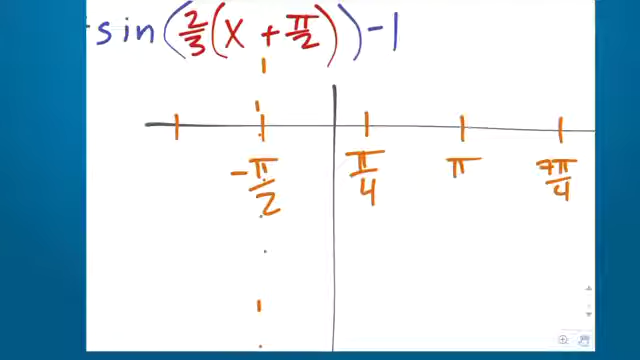 sin(2/3(x + π/2)) - 1
-π/2 π/4 π 7π/4